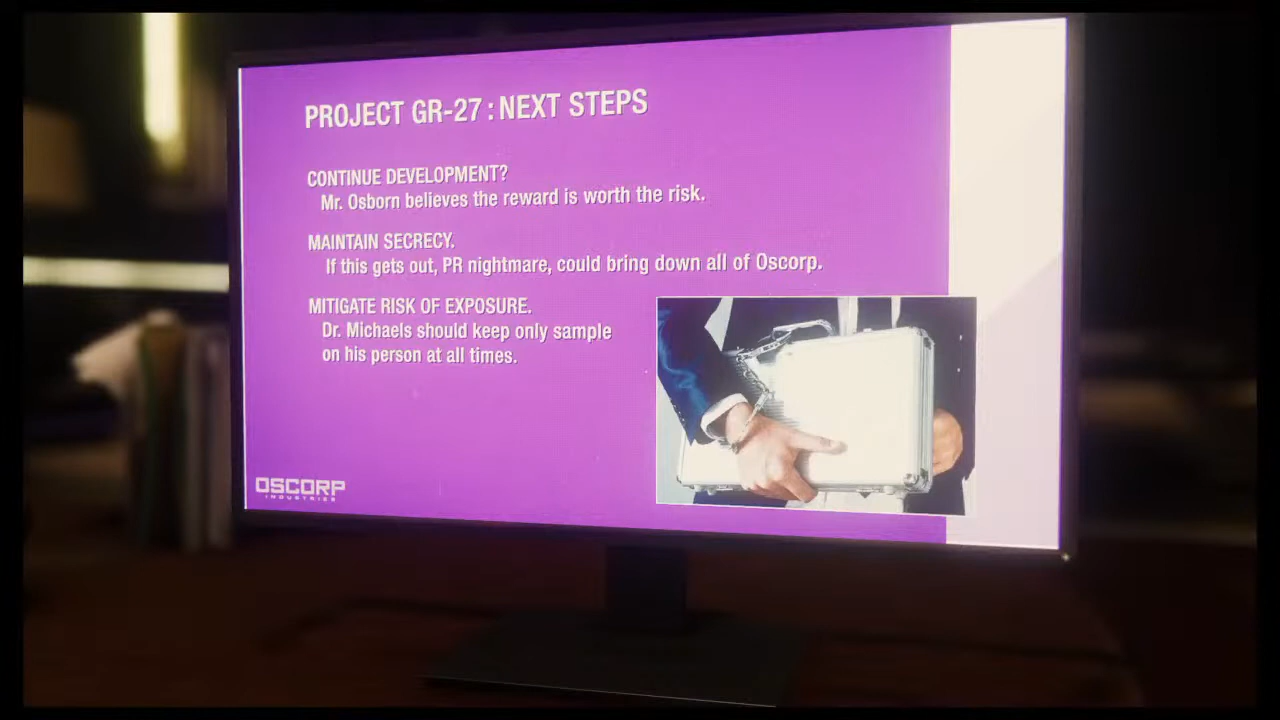 PROJECT GR-27 : NEXT STEPS
CONTINUE DEVELOPMENT?
Mr. Osborn believes the reward is worth the risk.
MAINTAIN SECRECY.
If this gets out, PR nightmare, could bring down all of Oscorp.
MITIGATE RISK OF EXPOSURE.
Dr. Michaels should keep only sample
on his person at all times.
OSCORP
INDUSTRIES